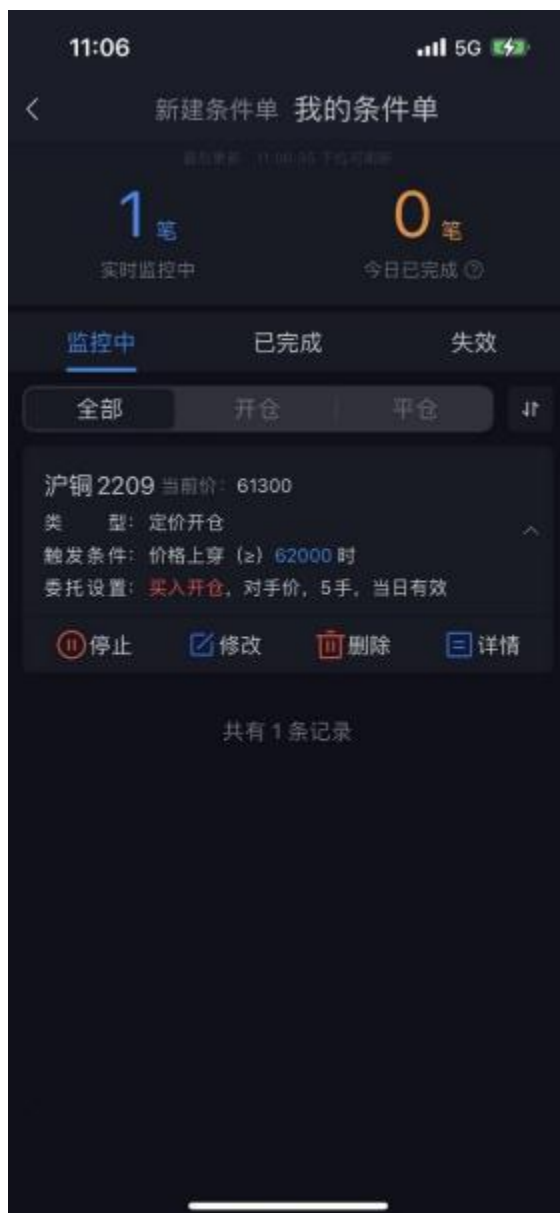 11:06 5G
新建条件单 我的条件单
1笔 0笔
实时监控中 今日已完成
监控中 已完成 失效
全部 开仓 平仓
沪铜2209 当前价: 61300
类 型: 定价开仓
触发条件: 价格上穿 (≥) 62000 时
委托设置: 买入开仓, 对手价, 5手, 当日有效
停止 修改 删除 详情
共有 1 条记录